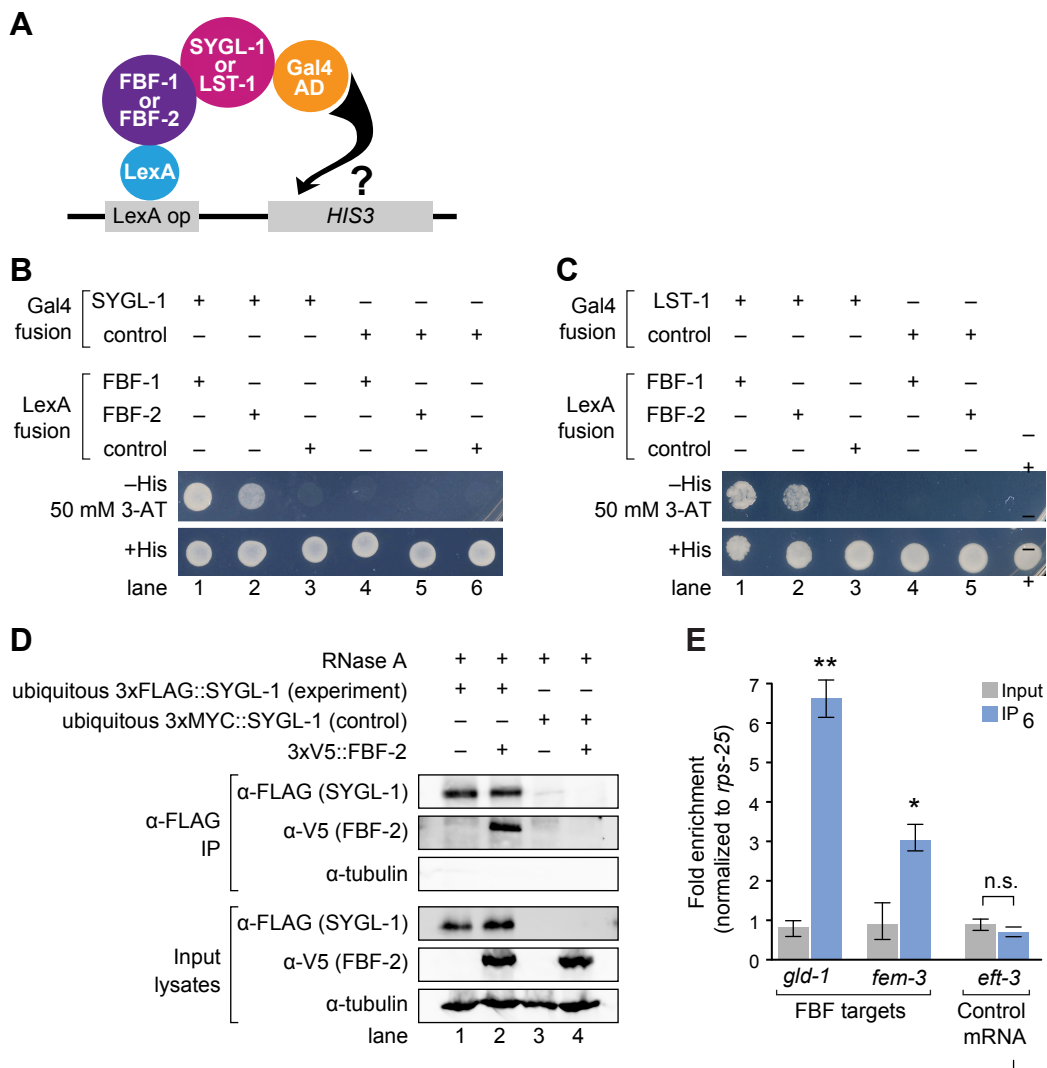 A
SYGL-1
or
LST-1
Gal4
AD
FBF-1
or
FBF-2
LexA
?
LexA op
HIS3
B
Gal4
fusion
SYGL-1 + + + – – –
control – – – + + +
LexA
fusion
FBF-1 + – – + – –
FBF-2 – + – – + –
control – – + – – +
–His
50 mM 3-AT
+His
lane 1 2 3 4 5 6
C
Gal4
fusion
LST-1 + + + – –
control – – – + +
LexA
fusion
FBF-1 + – – + –
FBF-2 – + – – +
control – – + – –
–
+
–His
50 mM 3-AT
–
+His
–
lane 1 2 3 4 5
+
D
RNase A + + + +
ubiquitous 3xFLAG::SYGL-1 (experiment) + + – –
ubiquitous 3xMYC::SYGL-1 (control) – – + +
3xV5::FBF-2 – + – +
α-FLAG
IP
α-FLAG (SYGL-1)
α-V5 (FBF-2)
α-tubulin
Input
lysates
α-FLAG (SYGL-1)
α-V5 (FBF-2)
α-tubulin
lane 1 2 3 4
E
Fold enrichment
(normalized to rps-25)
7
6
5
4
3
2
1
0
**
*
n.s.
Input
IP 6
gld-1 fem-3 eft-3
FBF targets
Control
mRNA